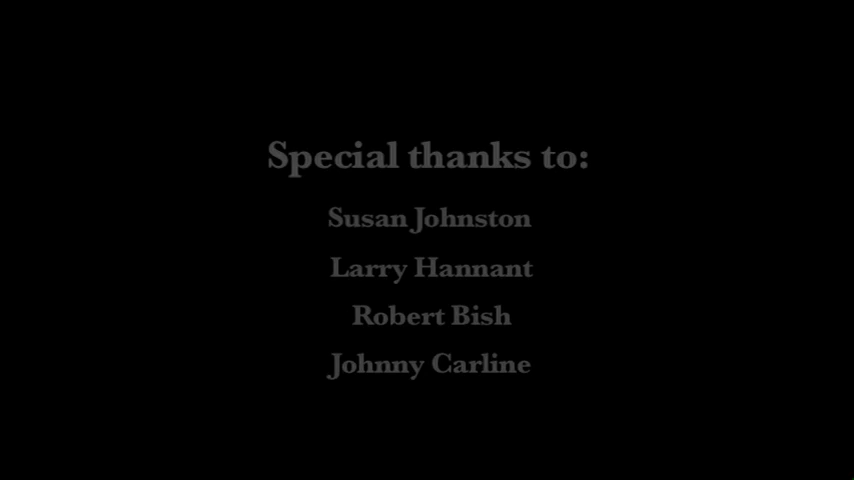 Special thanks to:
Susan Johnston
Larry Hannant
Robert Bish
Johnny Carline